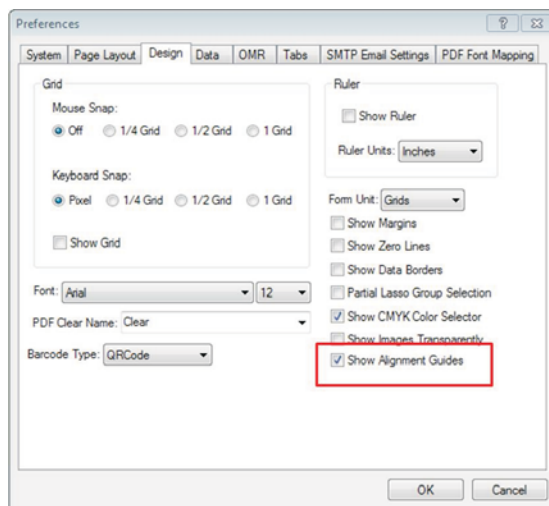 Preferences
System Page Layout Design Data OMR Tabs SMTP Email Settings PDF Font Mapping
Grid
Mouse Snap:
Off 1/4 Grid 1/2 Grid 1 Grid
Keyboard Snap:
Pixel 1/4 Grid 1/2 Grid 1 Grid
Show Grid
Font: Arial 12
PDF Clear Name: Clear
Barcode Type: QRCode
Ruler
Show Ruler
Ruler Units: Inches
Form Unit: Grids
Show Margins
Show Zero Lines
Show Data Borders
Partial Lasso Group Selection
Show CMYK Color Selector
Show Images Transparently
Show Alignment Guides
OK Cancel